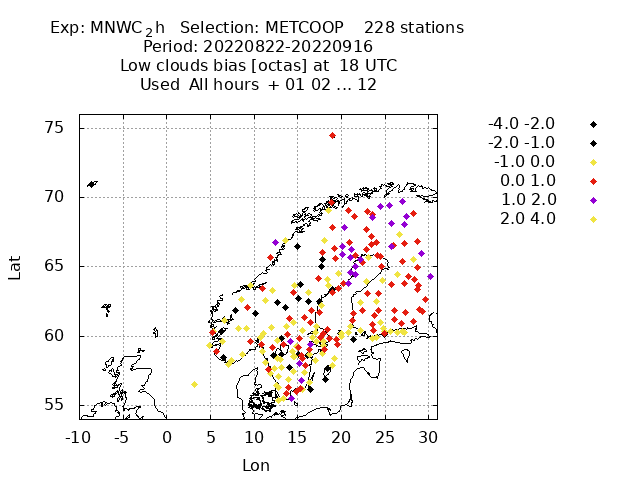 Exp: MNWC_2h   Selection: METCOOP    228 stations
Period: 20220822-20220916
Low clouds bias [octas] at  18 UTC
Used  All hours  + 01 02 ... 12
75
70
65
60
55
-10 -5 0 5 10 15 20 25 30
Lat
Lon
-4.0 -2.0
-2.0 -1.0
-1.0 0.0
0.0 1.0
1.0 2.0
2.0 4.0